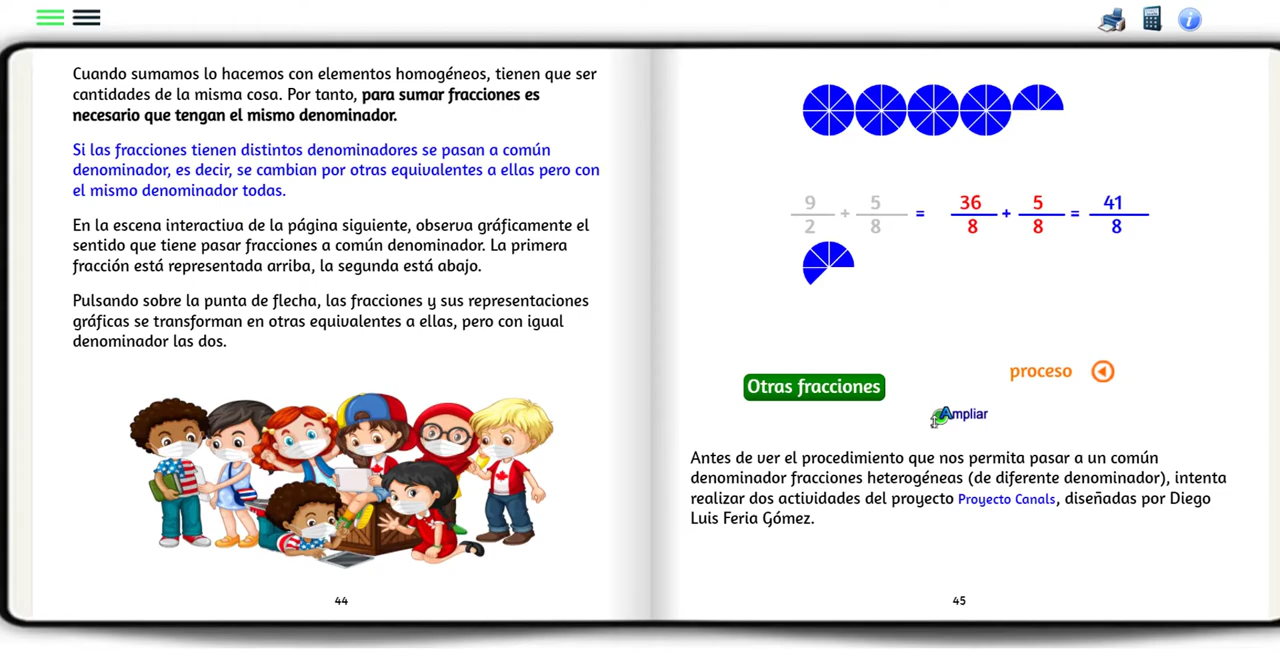 Cuando sumamos lo hacemos con elementos homogéneos, tienen que ser
cantidades de la misma cosa. Por tanto, para sumar fracciones es
necesario que tengan el mismo denominador.
Si las fracciones tienen distintos denominadores se pasan a común
denominador, es decir, se cambian por otras equivalentes a ellas pero con
el mismo denominador todas.
En la escena interactiva de la página siguiente, observa gráficamente el
sentido que tiene pasar fracciones a común denominador. La primera
fracción está representada arriba, la segunda está abajo.
Pulsando sobre la punta de flecha, las fracciones y sus representaciones
gráficas se transforman en otras equivalentes a ellas, pero con igual
denominador las dos.
44
9/2 + 5/8 = 36/8 + 5/8 = 41/8
proceso
Otras fracciones
Ampliar
Antes de ver el procedimiento que nos permita pasar a un común
denominador fracciones heterogéneas (de diferente denominador), intenta
realizar dos actividades del proyecto Proyecto Canals, diseñadas por Diego
Luis Feria Gómez.
45